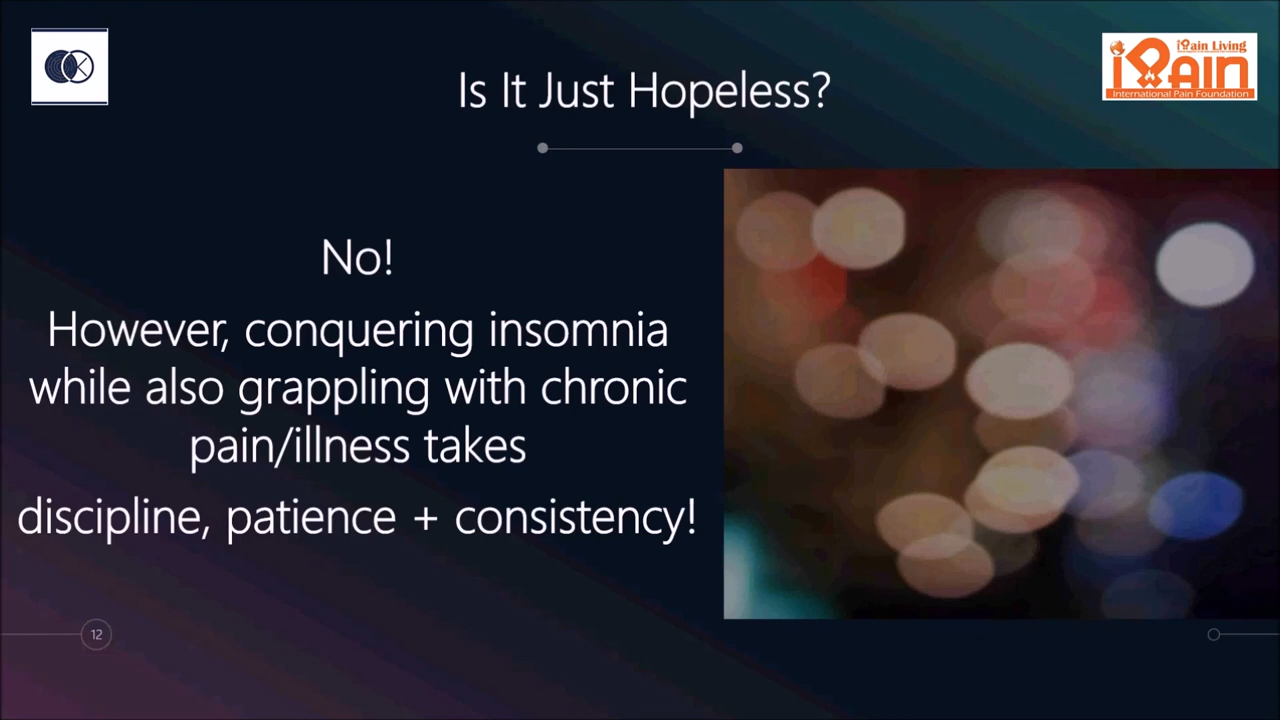 Is It Just Hopeless?
iPain Living
iPAIN
International Pain Foundation
No!
However, conquering insomnia
while also grappling with chronic
pain/illness takes
discipline, patience + consistency!
12